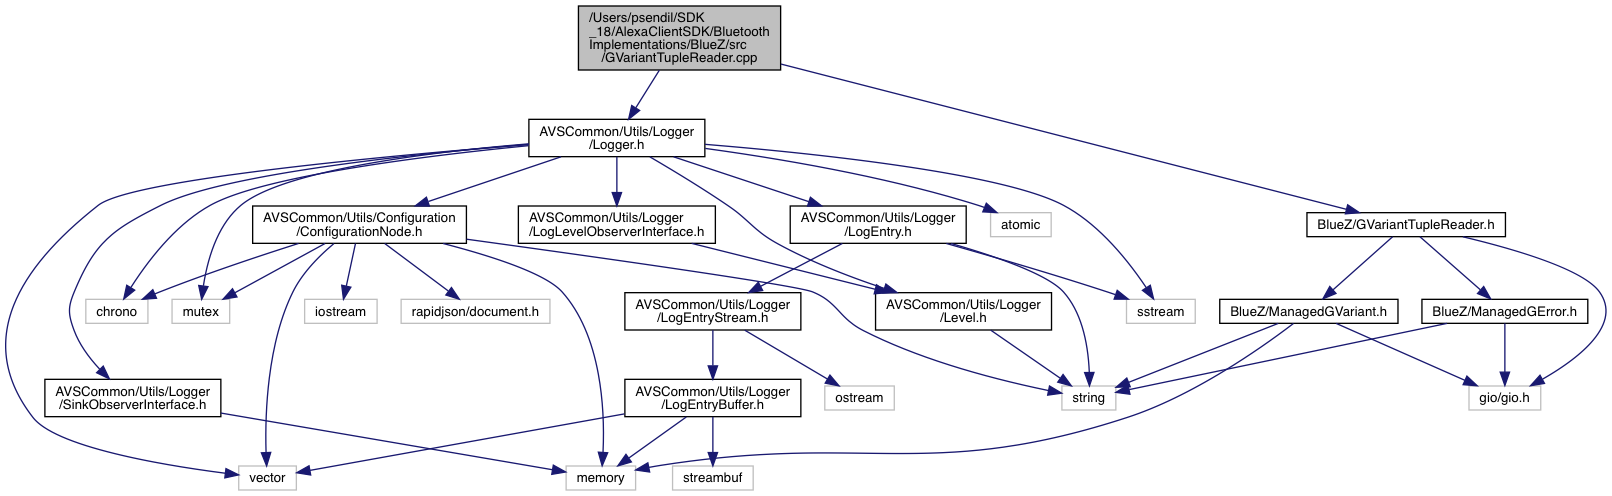 /Users/psendil/SDK
_18/AlexaClientSDK/Bluetooth
Implementations/BlueZ/src
/GVariantTupleReader.cpp
AVSCommon/Utils/Logger
/Logger.h
AVSCommon/Utils/Configuration
/ConfigurationNode.h
AVSCommon/Utils/Logger
/LogLevelObserverInterface.h
AVSCommon/Utils/Logger
/LogEntry.h
atomic
BlueZ/GVariantTupleReader.h
chrono
mutex
iostream
rapidjson/document.h
AVSCommon/Utils/Logger
/LogEntryStream.h
AVSCommon/Utils/Logger
/Level.h
sstream
BlueZ/ManagedGVariant.h
BlueZ/ManagedGError.h
AVSCommon/Utils/Logger
/SinkObserverInterface.h
AVSCommon/Utils/Logger
/LogEntryBuffer.h
ostream
string
gio/gio.h
vector
memory
streambuf